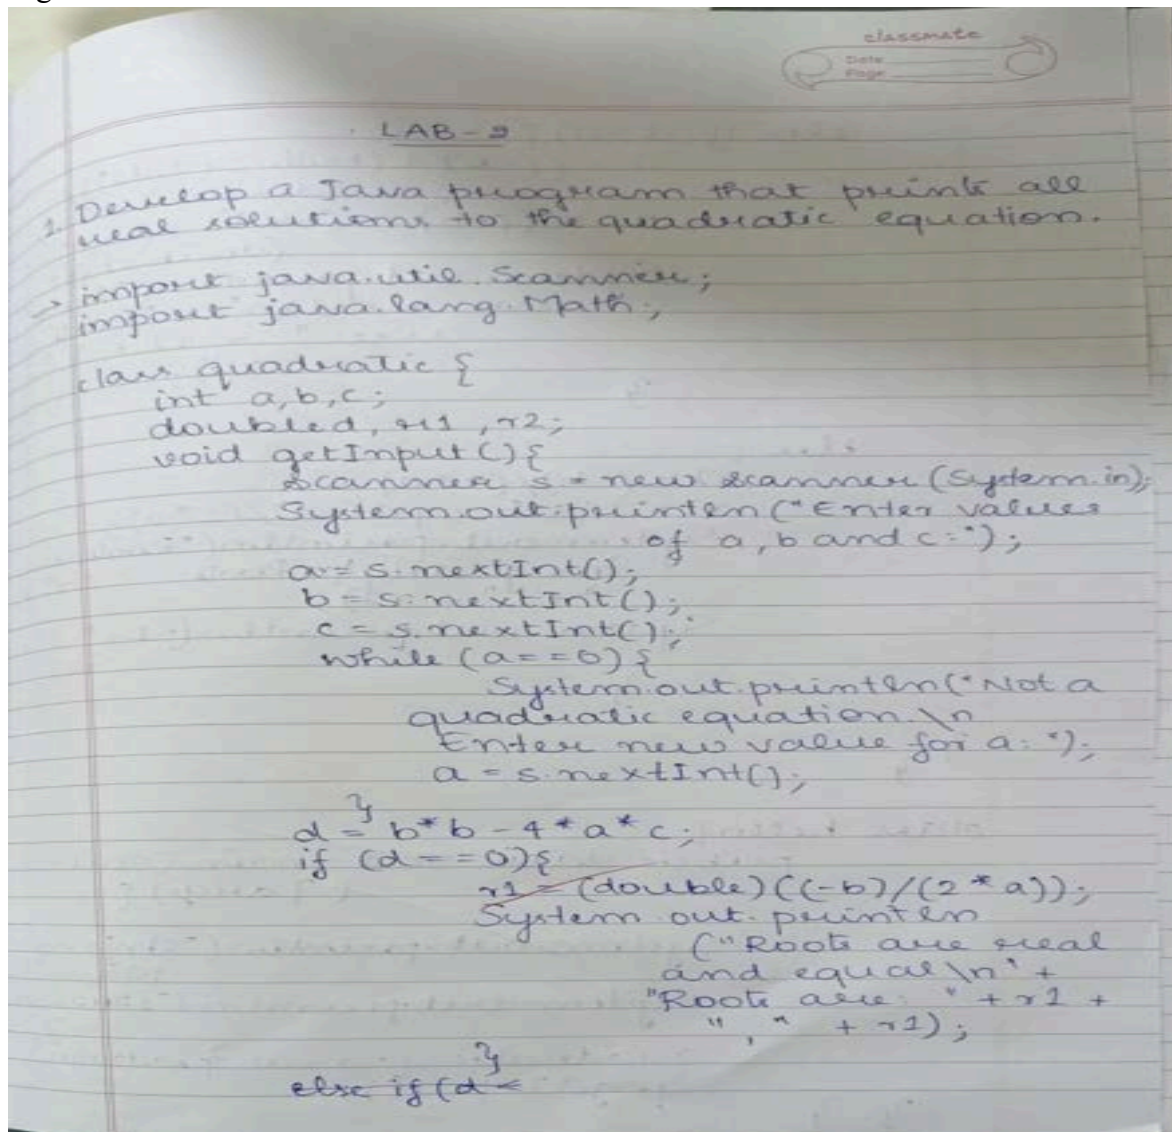 classmate
Date
Page
LAB-2
1. Develop a Java program that prints all
real solutions to the quadratic equation.
→ import java.util.Scanner;
import java.lang.Math;
class quadratic {
int a,b,c;
double d, r1, r2;
void getInput(){
Scanner s = new Scanner(System.in);
System.out.println("Enter values
of a, b and c:");
a = s.nextInt();
b = s.nextInt();
c = s.nextInt();
while (a==0){
System.out.println("Not a
quadratic equation.\n
Enter new value for a:");
a = s.nextInt();
}
d = b*b-4*a*c;
if (d==0){
r1 = (double)((-b)/(2*a));
System.out.println
("Roots are real
and equal\n"+
"Roots are: " + r1 +
"," + r1);
}
else if (d <